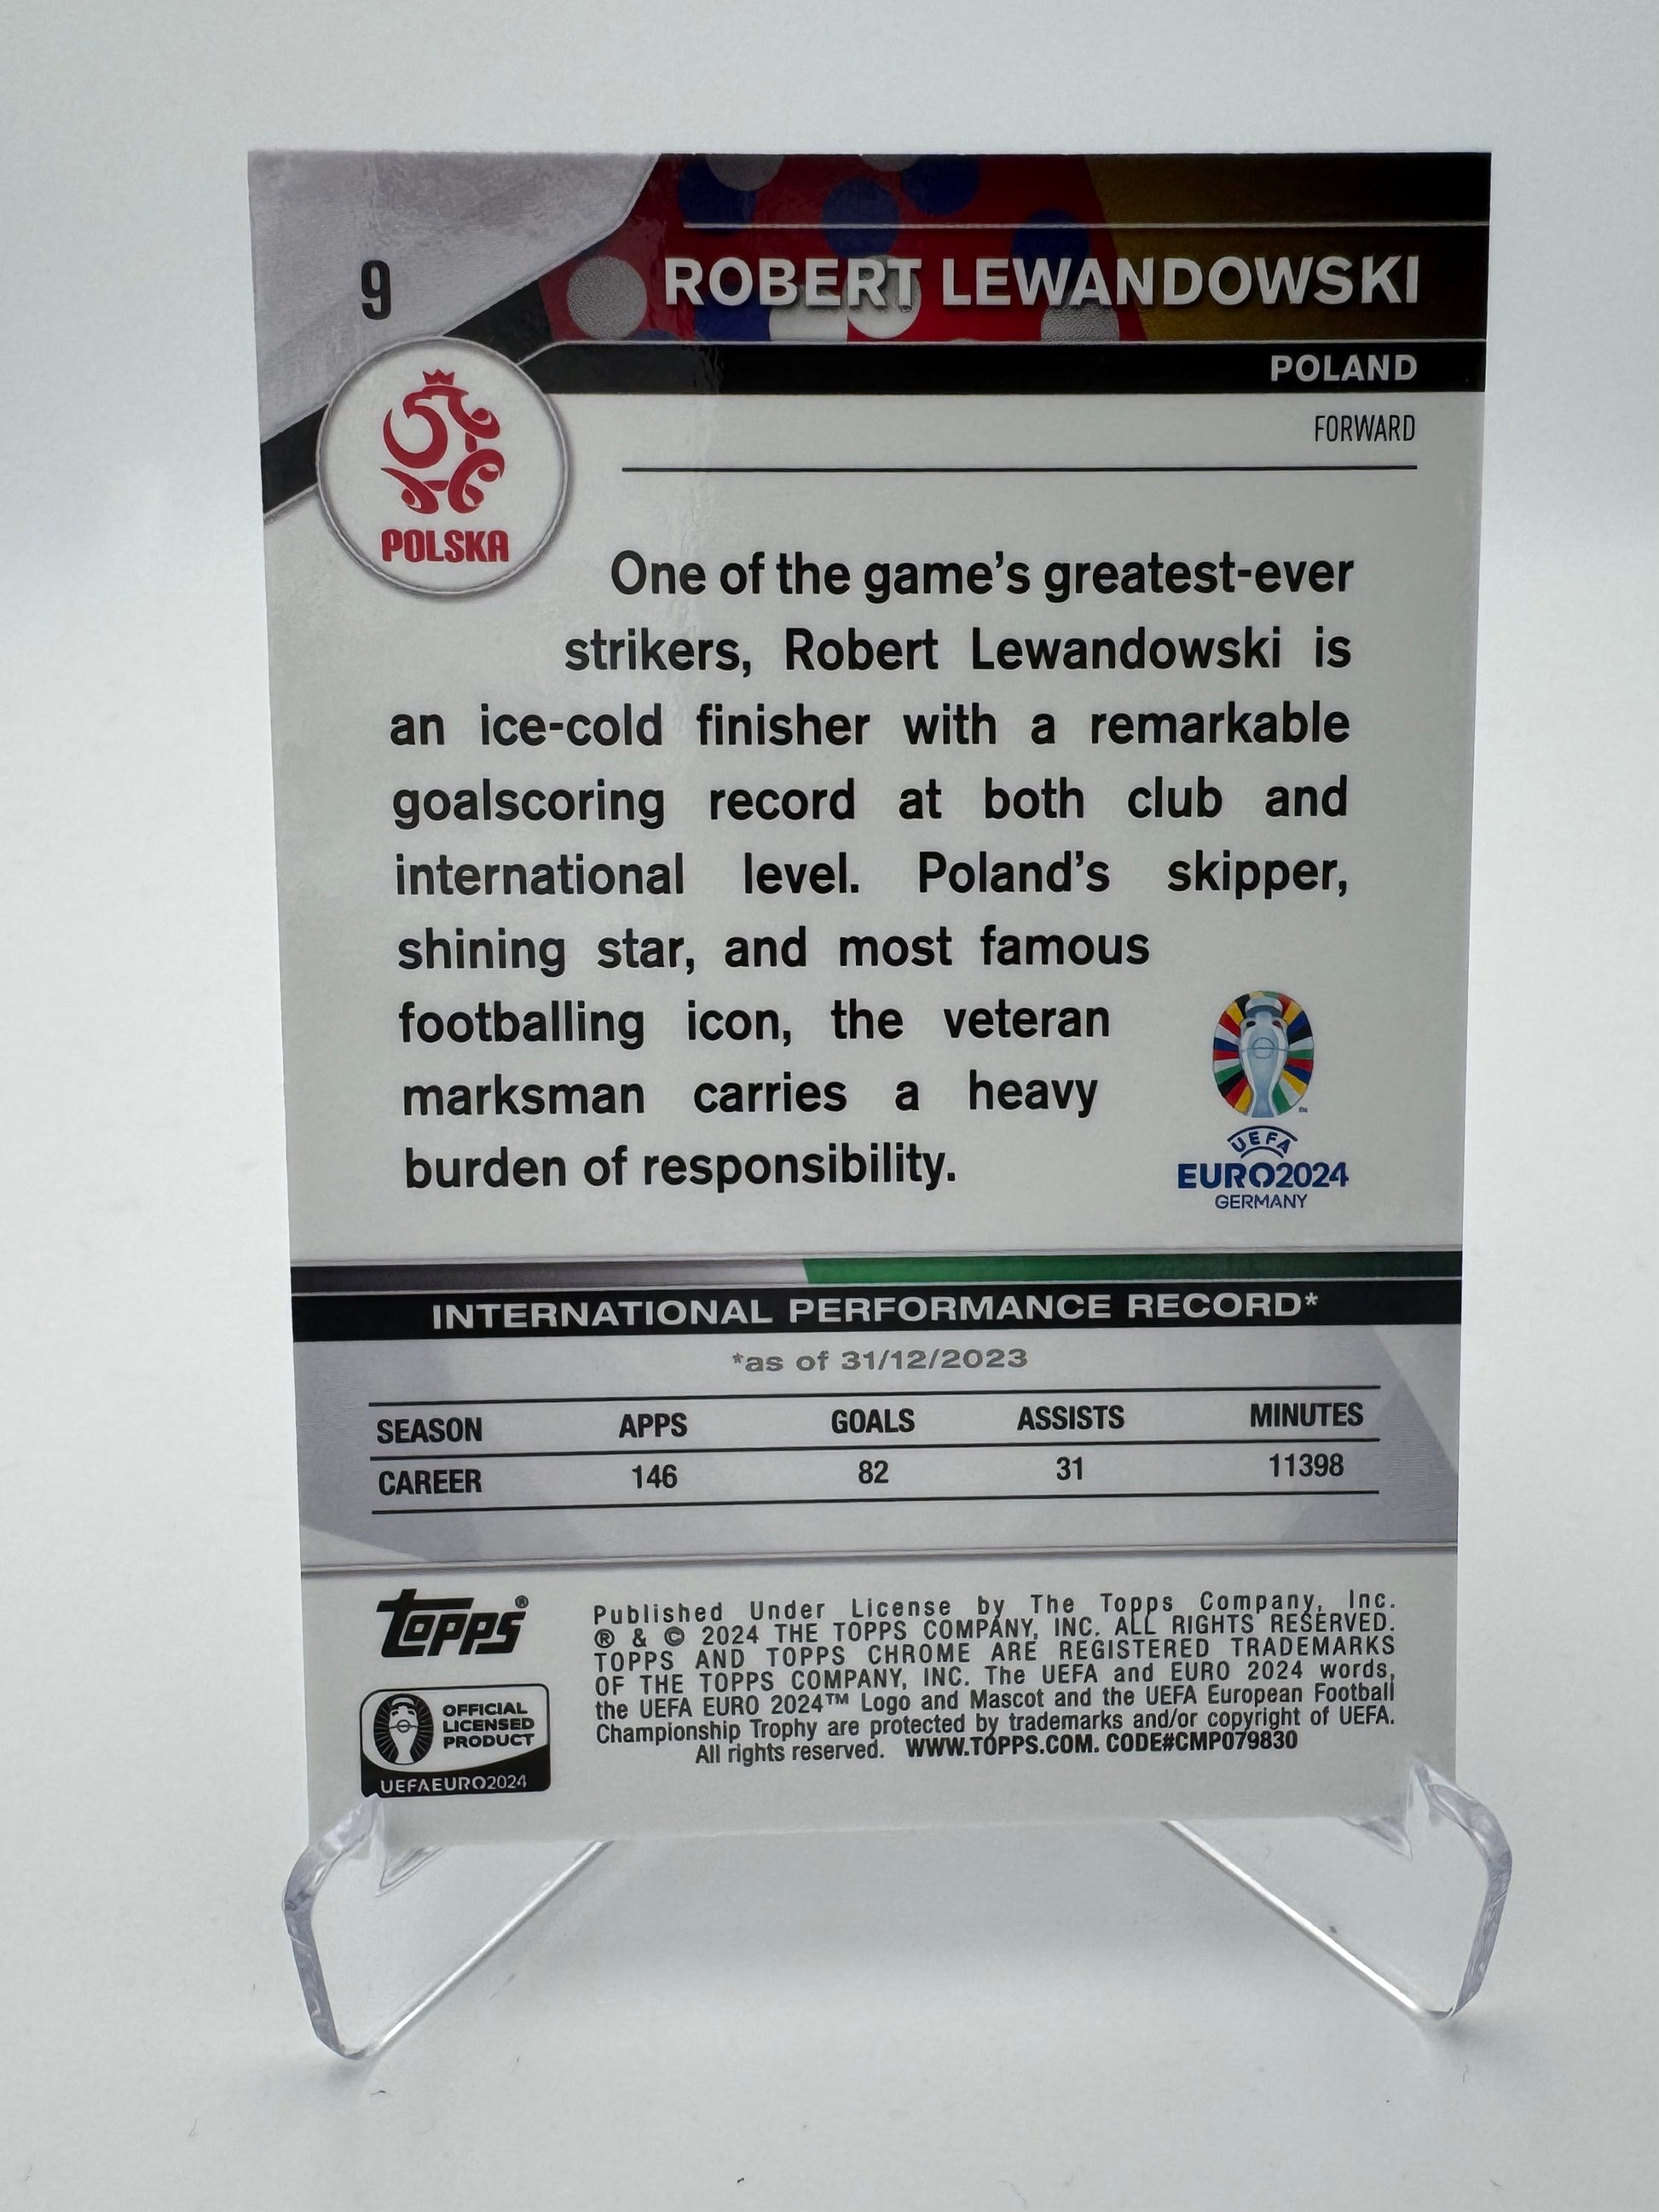 9
ROBERT LEWANDOWSKI
POLAND
FORWARD
POLSKA
One of the game's greatest-ever
strikers, Robert Lewandowski is
an ice-cold finisher with a remarkable
goalscoring record at both club and
international level. Poland's skipper,
shining star, and most famous
footballing icon, the veteran
marksman carries a heavy
burden of responsibility.
UEFA
EURO2024
GERMANY
INTERNATIONAL PERFORMANCE RECORD*
*as of 31/12/2023
SEASON APPS GOALS ASSISTS MINUTES
CAREER 146 82 31 11398
topps®
OFFICIAL
LICENSED
PRODUCT
UEFAEURO2024
Published Under License by The Topps Company, Inc.
® & © 2024 THE TOPPS COMPANY, INC. ALL RIGHTS RESERVED.
TOPPS AND TOPPS CHROME ARE REGISTERED TRADEMARKS
OF THE TOPPS COMPANY, INC. The UEFA and EURO 2024 words,
the UEFA EURO 2024™ Logo and Mascot and the UEFA European Football
Championship Trophy are protected by trademarks and/or copyright of UEFA.
All rights reserved. WWW.TOPPS.COM. CODE#CMP079830